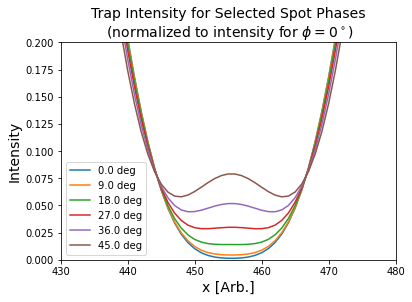 Trap Intensity for Selected Spot Phases
(normalized to intensity for ϕ = 0°)
Intensity
0.200
0.175
0.150
0.125
0.100
0.075
0.050
0.025
0.000
0.0 deg
9.0 deg
18.0 deg
27.0 deg
36.0 deg
45.0 deg
430 440 450 460 470 480
x [Arb.]